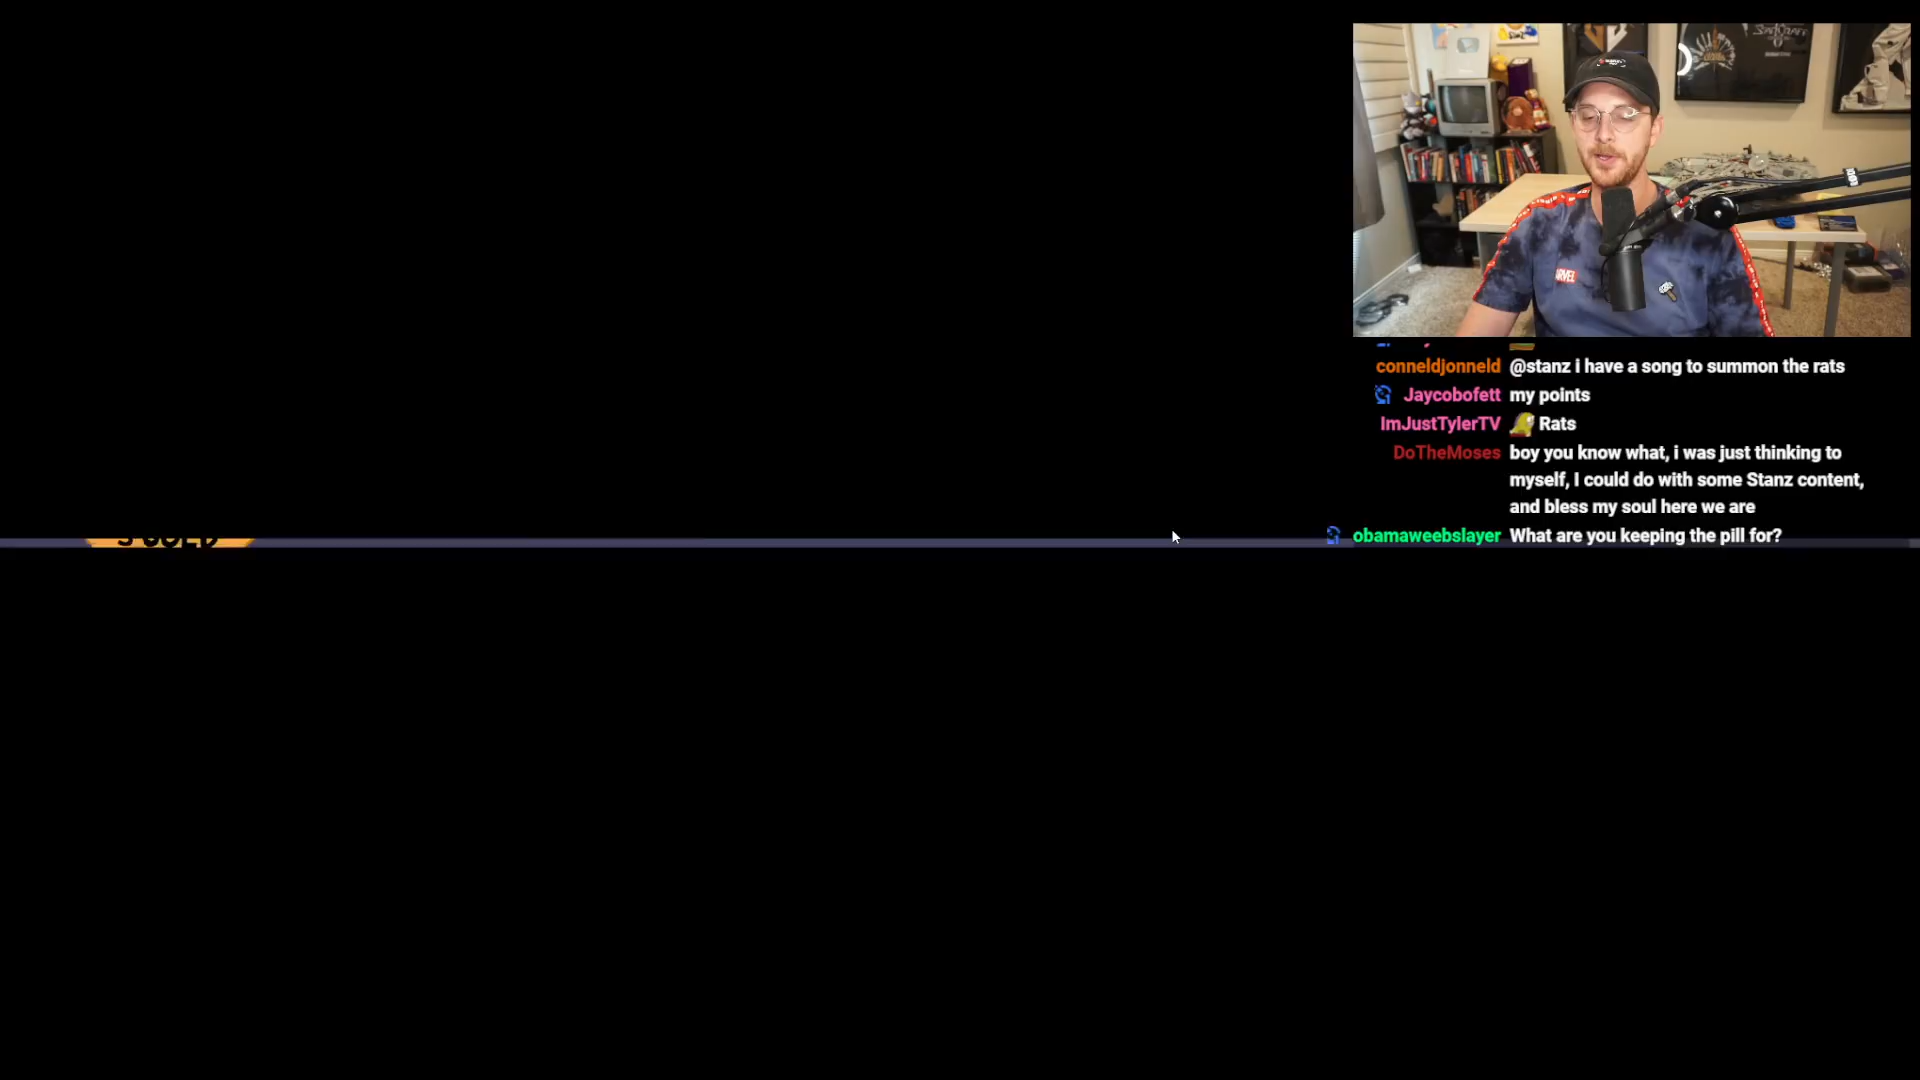 conneldjonneld @stanz i have a song to summon the rats
Jaycobofett my points
ImJustTylerTV Rats
DoTheMoses boy you know what, i was just thinking to
myself, I could do with some Stanz content,
and bless my soul here we are
obamaweebslayer What are you keeping the pill for?